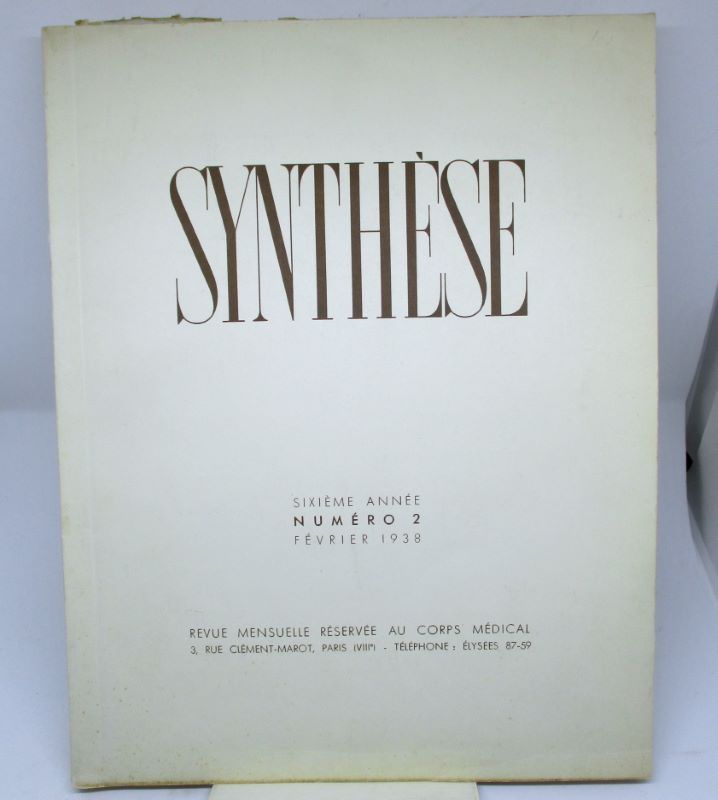 SYNTHÈSE
SIXIÈME ANNÉE
NUMÉRO 2
FÉVRIER 1938
REVUE MENSUELLE RÉSERVÉE AU CORPS MÉDICAL
3, RUE CLÉMENT-MAROT, PARIS (VIIIᵉ) - TÉLÉPHONE : ÉLYSÉES 87-59